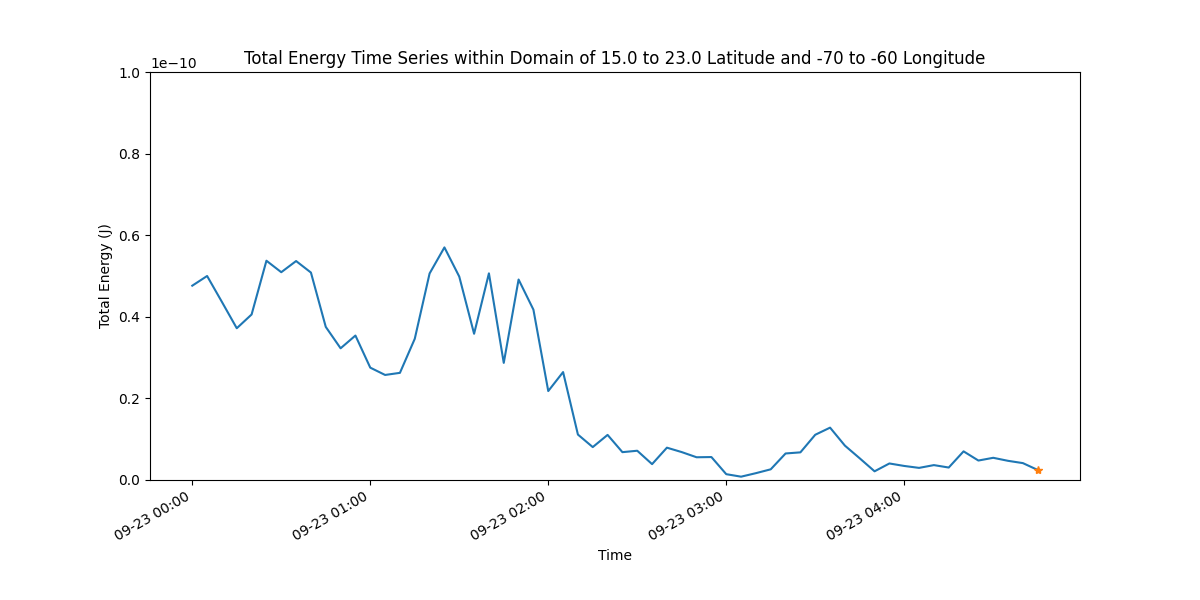 Total Energy Time Series within Domain of 15.0 to 23.0 Latitude and -70 to -60 Longitude
1e−10
1.0
0.8
0.6
0.4
0.2
0.0
Total Energy (J)
09-23 00:00
09-23 01:00
09-23 02:00
09-23 03:00
09-23 04:00
Time